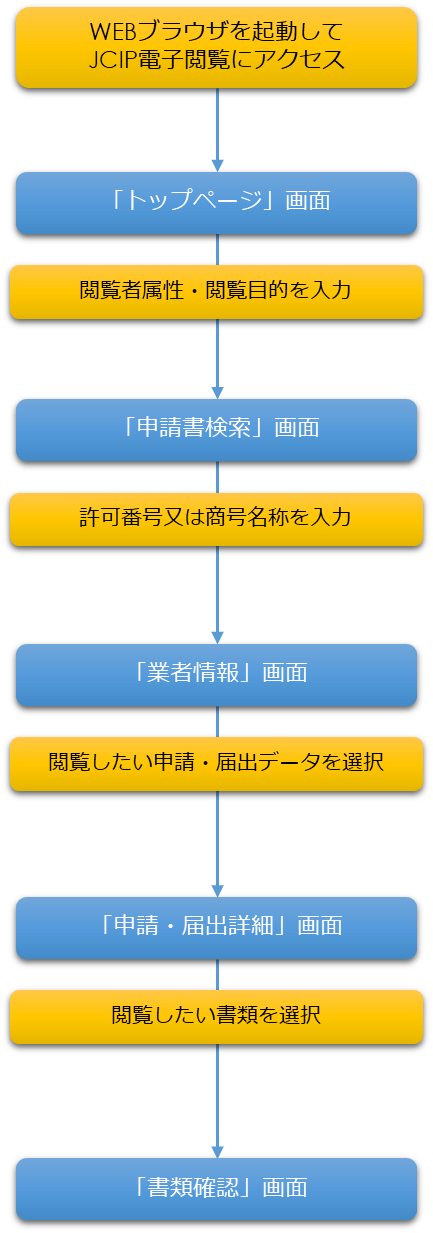 WEBブラウザを起動して
JCIP電子閲覧にアクセス
「トップページ」画面
閲覧者属性・閲覧目的を入力
「申請書検索」画面
許可番号又は商号名称を入力
「業者情報」画面
閲覧したい申請・届出データを選択
「申請・届出詳細」画面
閲覧したい書類を選択
「書類確認」画面